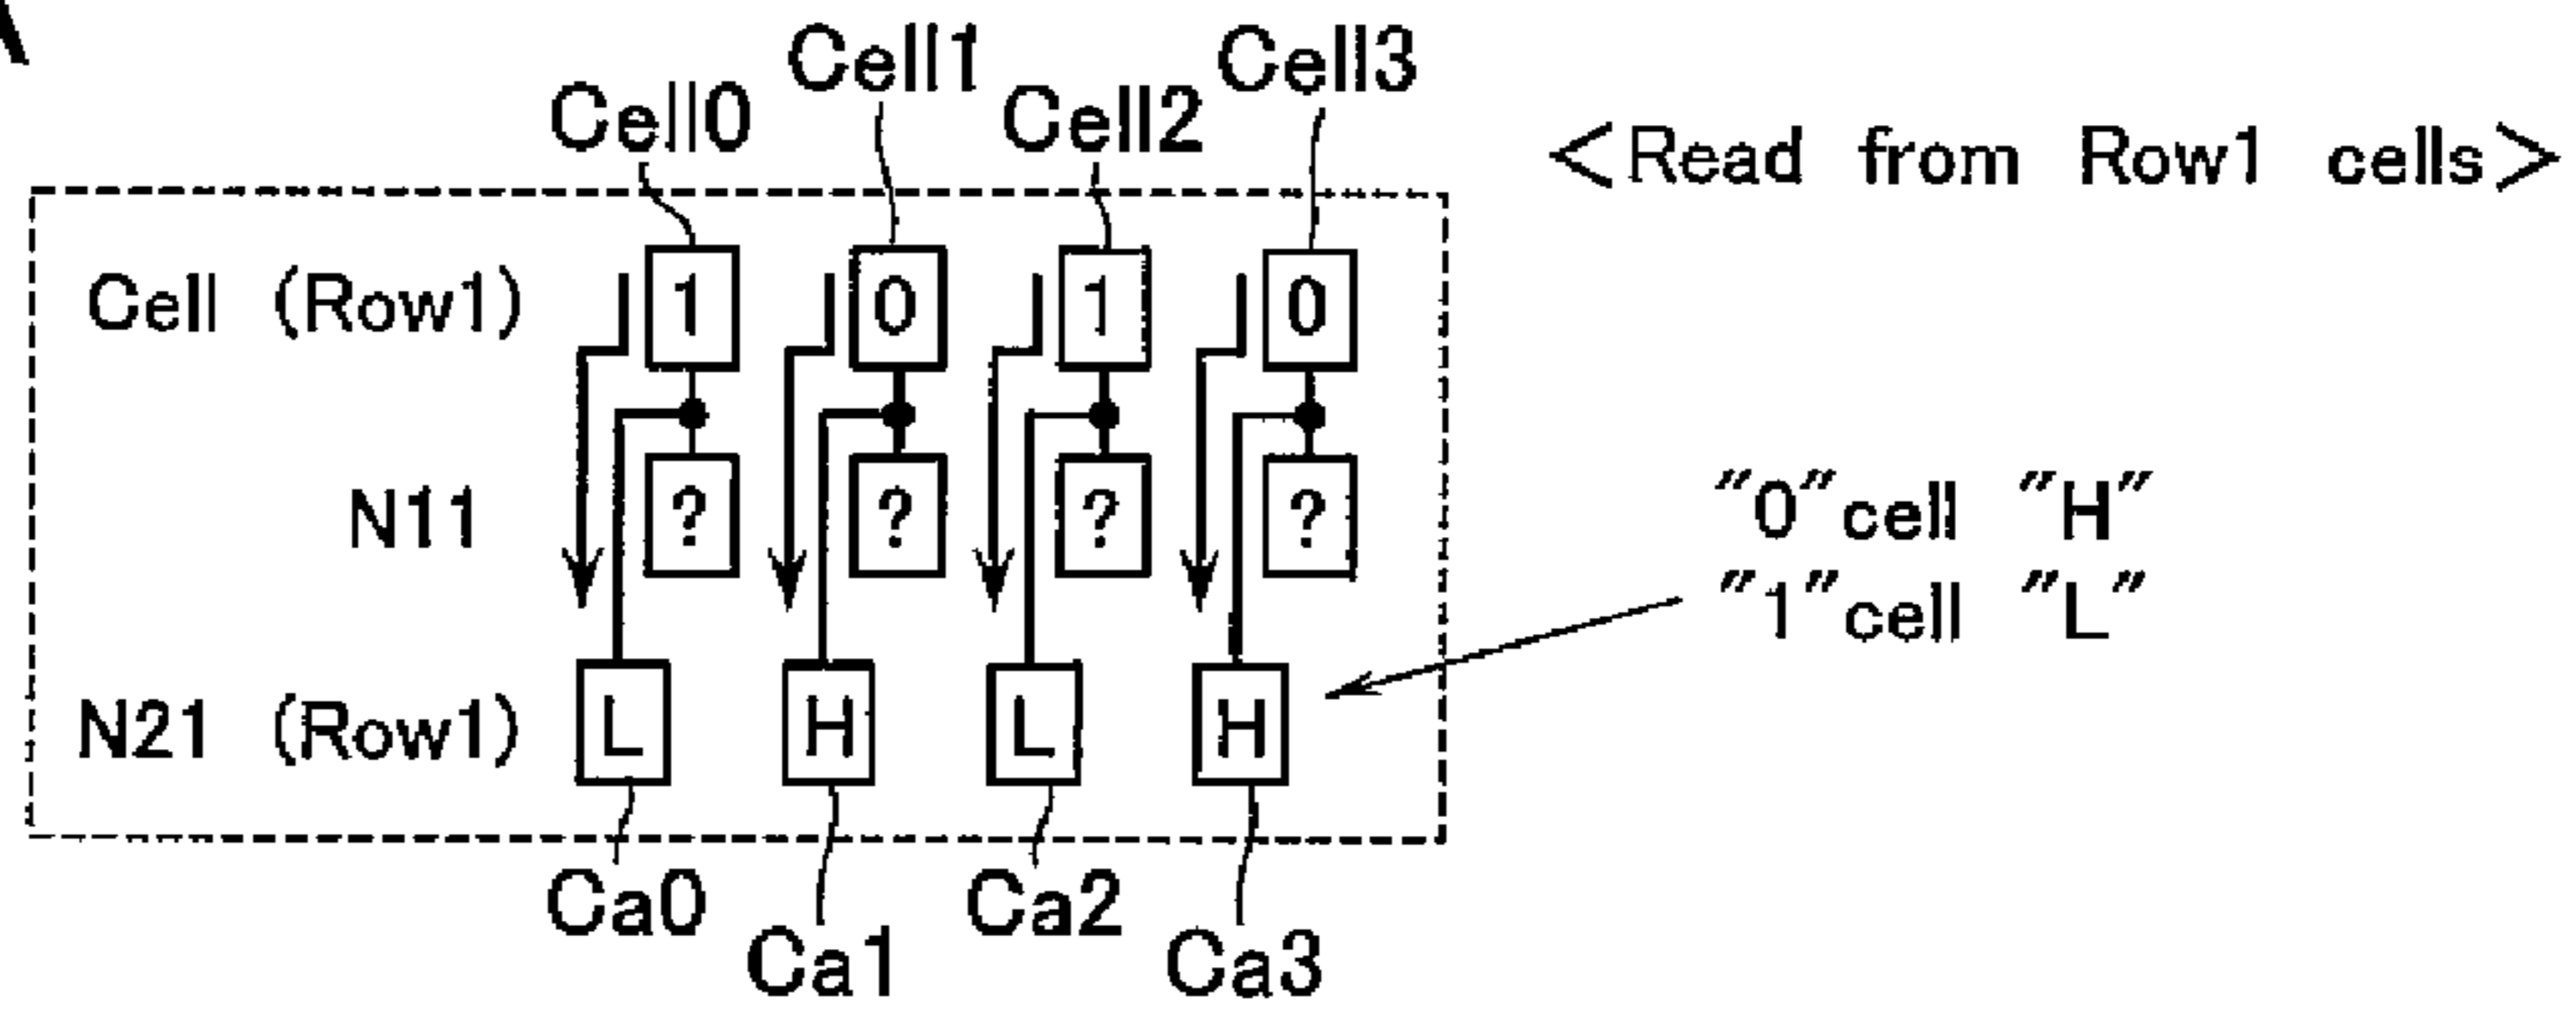 Cell0 Cell1 Cell2 Cell3
<Read from Row1 cells>
Cell (Row1) 1 0 1 0
N11 ? ? ? ?
"0"cell "H"
"1"cell "L"
N21 (Row1) L H L H
Ca0 Ca1 Ca2 Ca3